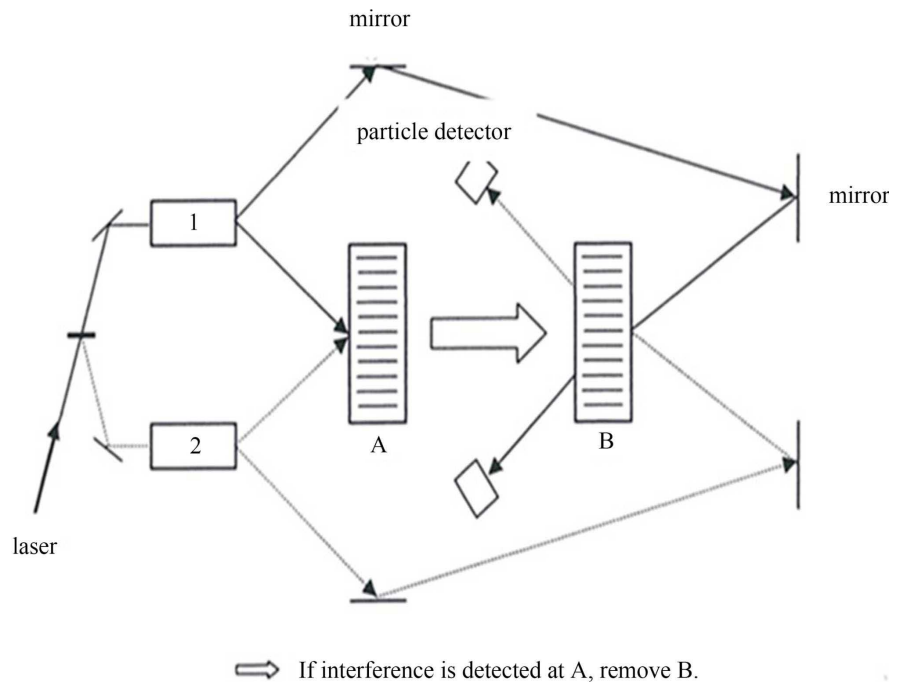 mirror
particle detector
mirror
1
2
A
B
laser
If interference is detected at A, remove B.